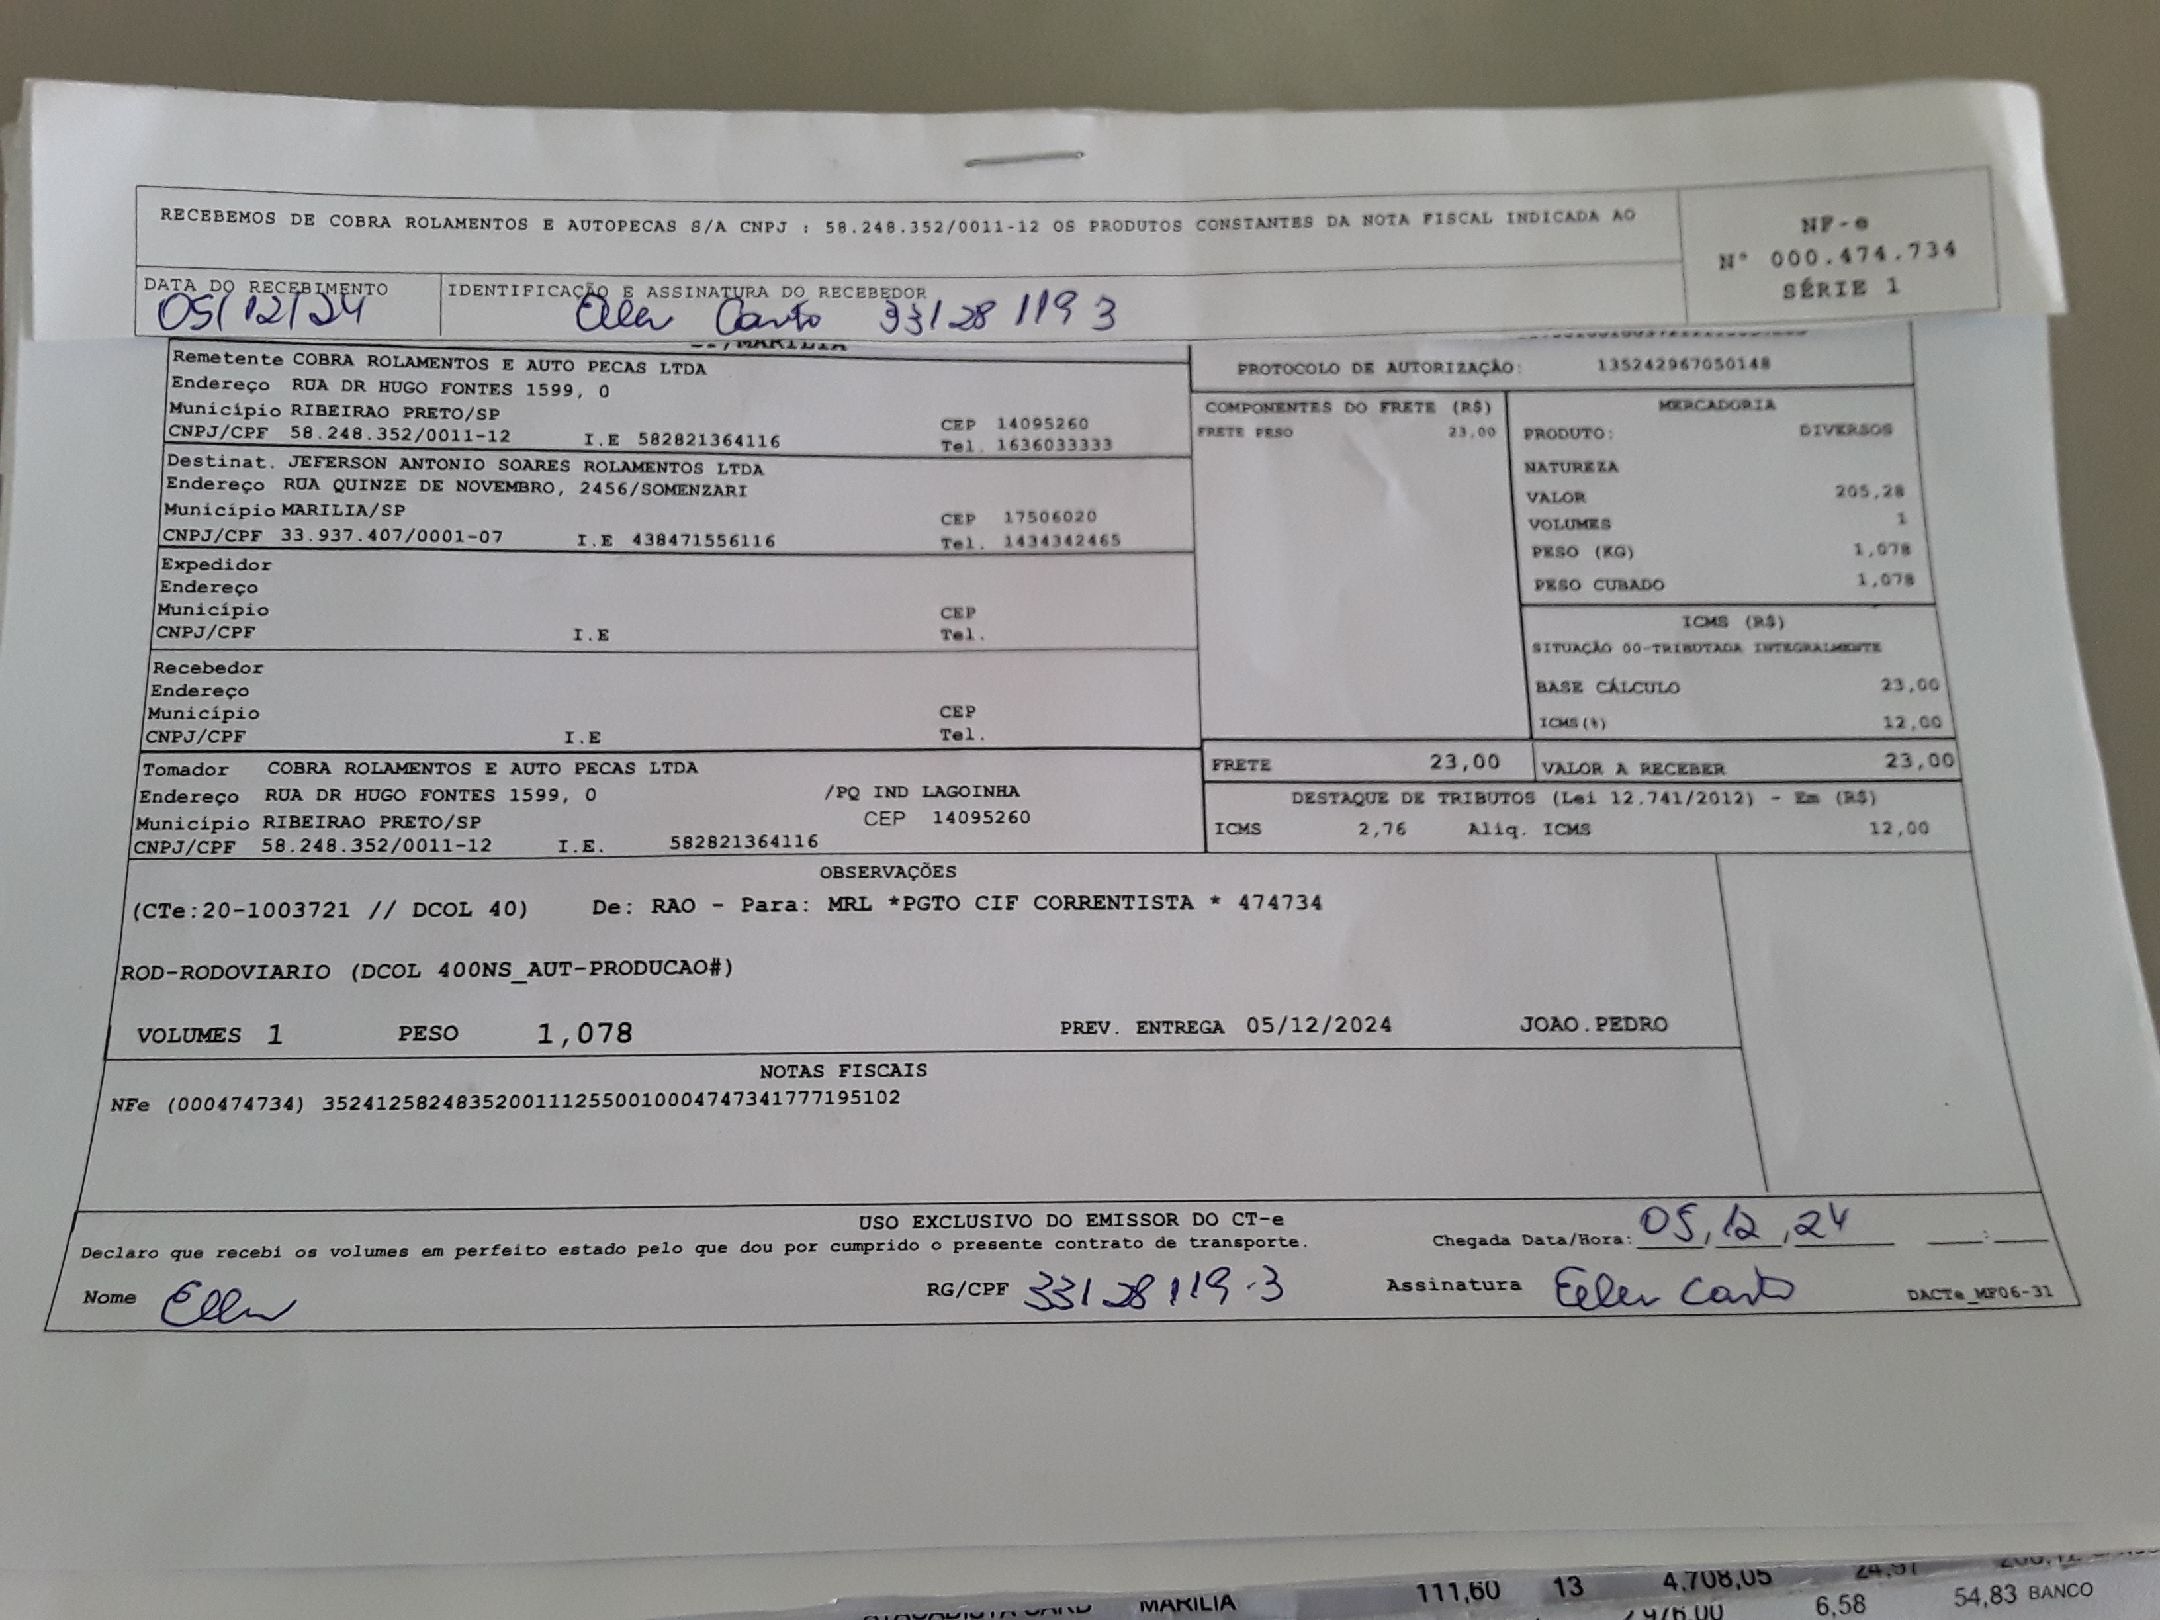 RECEBEMOS DE COBRA ROLAMENTOS E AUTOPECAS S/A CNPJ : 58.248.352/0011-12 OS PRODUTOS CONSTANTES DA NOTA FISCAL INDICADA AO
NF-e
Nº 000.474.734
SÉRIE 1
DATA DO RECEBIMENTO
05/12/24
IDENTIFICAÇÃO E ASSINATURA DO RECEBEDOR
33128119 3
/MARILIA
Remetente COBRA ROLAMENTOS E AUTO PECAS LTDA
Endereço RUA DR HUGO FONTES 1599, 0
Município RIBEIRAO PRETO/SP CEP 14095260
CNPJ/CPF 58.248.352/0011-12 I.E 582821364116 Tel. 1636033333
Destinat. JEFERSON ANTONIO SOARES ROLAMENTOS LTDA
Endereço RUA QUINZE DE NOVEMBRO, 2456/SOMENZARI
Município MARILIA/SP CEP 17506020
CNPJ/CPF 33.937.407/0001-07 I.E 438471556116 Tel. 1434342465
Expedidor
Endereço
Município CEP
CNPJ/CPF I.E Tel.
Recebedor
Endereço
Município CEP
CNPJ/CPF I.E Tel.
Tomador COBRA ROLAMENTOS E AUTO PECAS LTDA
Endereço RUA DR HUGO FONTES 1599, 0 /PQ IND LAGOINHA
Município RIBEIRAO PRETO/SP CEP 14095260
CNPJ/CPF 58.248.352/0011-12 I.E. 582821364116
PROTOCOLO DE AUTORIZAÇÃO: 135242967050148
COMPONENTES DO FRETE (R$)
FRETE PESO 23,00
MERCADORIA
PRODUTO: DIVERSOS
NATUREZA
VALOR 205,28
VOLUMES 1
PESO (KG) 1,078
PESO CUBADO 1,078
ICMS (R$)
SITUAÇÃO 00-TRIBUTADA INTEGRALMENTE
BASE CÁLCULO 23,00
ICMS(%) 12,00
FRETE 23,00 VALOR A RECEBER 23,00
DESTAQUE DE TRIBUTOS (Lei 12.741/2012) - Em (R$)
ICMS 2,76 Aliq. ICMS 12,00
OBSERVAÇÕES
(CTe:20-1003721 // DCOL 40) De: RAO - Para: MRL *PGTO CIF CORRENTISTA * 474734
ROD-RODOVIARIO (DCOL 400NS_AUT-PRODUCAO#)
VOLUMES 1 PESO 1,078 PREV. ENTREGA 05/12/2024 JOAO.PEDRO
NOTAS FISCAIS
NFe (000474734) 35241258248352001112550010004747341777195102
USO EXCLUSIVO DO EMISSOR DO CT-e
Declaro que recebi os volumes em perfeito estado pelo que dou por cumprido o presente contrato de transporte.
Chegada Data/Hora: 05,12,24 :
Nome Ellen RG/CPF 33128119-3 Assinatura DACTe_MF06-31
MARILIA 111,60 13 4.708,05 24,91
6,58 54,83 BANCO